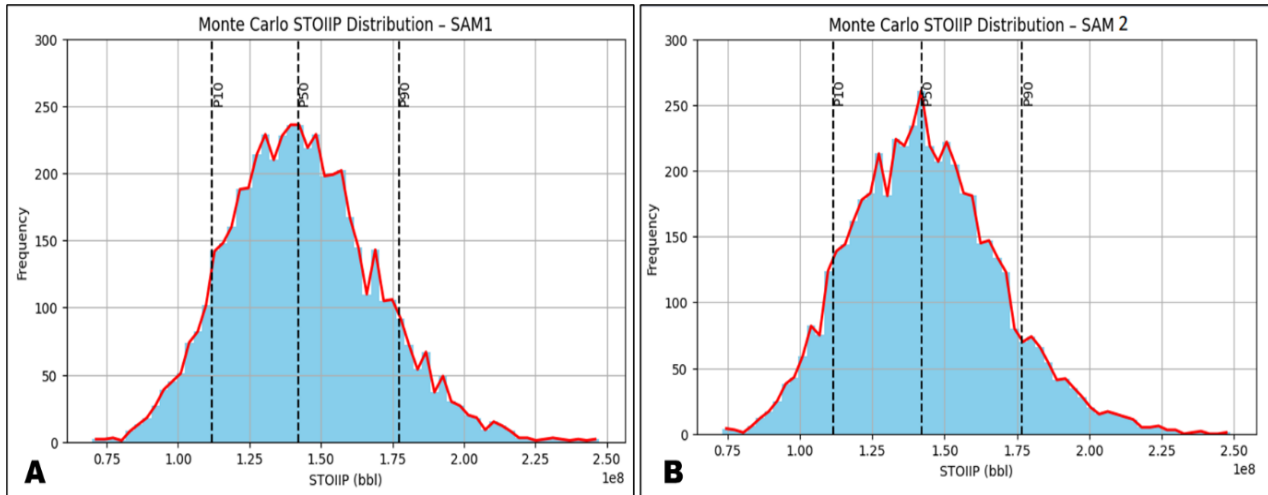 Monte Carlo STOIIP Distribution – SAM1
300
250
200
150
100
50
0
Frequency
P10
P50
P90
0.75 1.00 1.25 1.50 1.75 2.00 2.25 2.50
1e8
STOIIP (bbl)
A
Monte Carlo STOIIP Distribution – SAM 2
300
250
200
150
100
50
0
Frequency
P10
P50
P90
0.75 1.00 1.25 1.50 1.75 2.00 2.25 2.50
1e8
STOIIP (bbl)
B